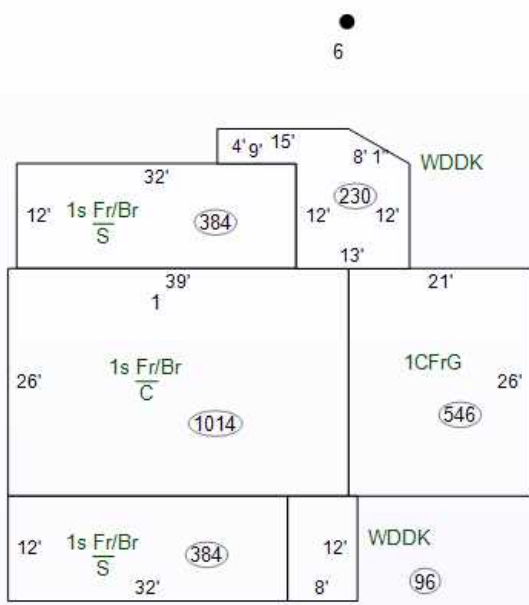 6
4' 9' 15'
8' 1"
WDDK
32'
12'
1s Fr/Br
S
384
230
12'
12'
13'
39'
1
21'
26'
1s Fr/Br
C
1014
1CFrG
26'
546
12'
1s Fr/Br
S
384
32'
12'
8'
WDDK
96